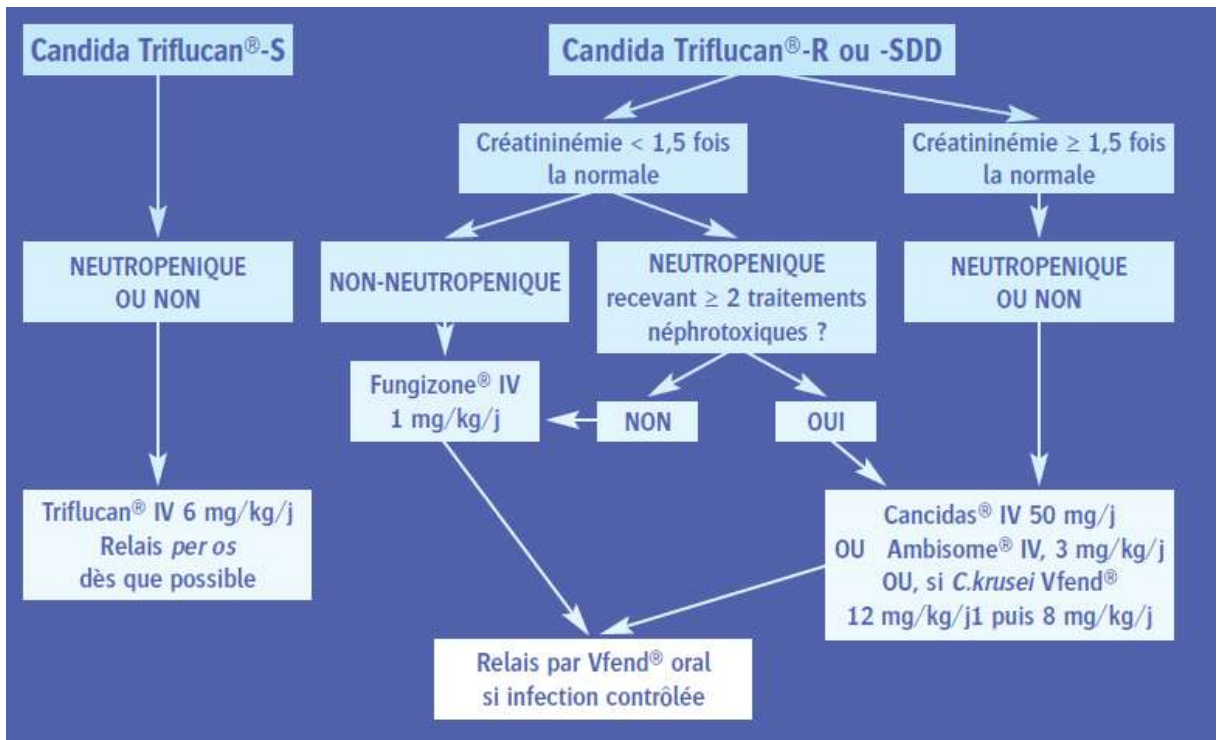 Candida Triflucan®-S
Candida Triflucan®-R ou -SDD
Créatininémie < 1,5 fois
la normale
Créatininémie ≥ 1,5 fois
la normale
NEUTROPENIQUE
OU NON
NON-NEUTROPENIQUE
NEUTROPENIQUE
recevant ≥ 2 traitements
néphrotoxiques ?
NEUTROPENIQUE
OU NON
Fungizone® IV
1 mg/kg/j
NON
OUI
Triflucan® IV 6 mg/kg/j
Relais per os
dès que possible
Cancidas® IV 50 mg/j
OU Ambisome® IV, 3 mg/kg/j
OU, si C.krusei Vfend®
12 mg/kg/j1 puis 8 mg/kg/j
Relais par Vfend® oral
si infection contrôlée